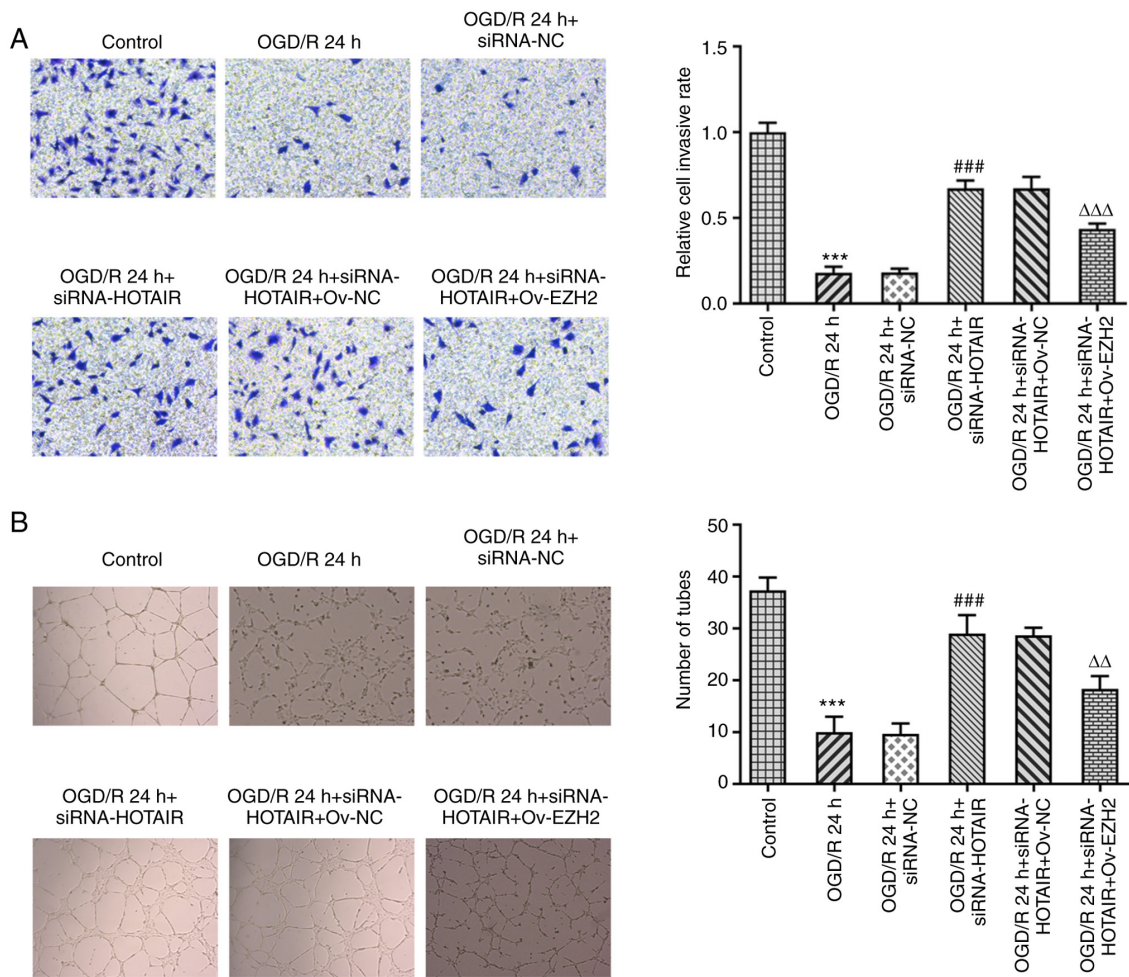 A
Control
OGD/R 24 h
OGD/R 24 h+
siRNA-NC
OGD/R 24 h+
siRNA-HOTAIR
OGD/R 24 h+siRNA-
HOTAIR+Ov-NC
OGD/R 24 h+siRNA-
HOTAIR+Ov-EZH2
Relative cell invasive rate
1.5
1.0
0.5
0.0
***
###
ΔΔΔ
Control
OGD/R 24 h
OGD/R 24 h+
siRNA-NC
OGD/R 24 h+
siRNA-HOTAIR
OGD/R 24 h+siRNA-
HOTAIR+Ov-NC
OGD/R 24 h+siRNA-
HOTAIR+Ov-EZH2
B
Control
OGD/R 24 h
OGD/R 24 h+
siRNA-NC
OGD/R 24 h+
siRNA-HOTAIR
OGD/R 24 h+siRNA-
HOTAIR+Ov-NC
OGD/R 24 h+siRNA-
HOTAIR+Ov-EZH2
Number of tubes
50
40
30
20
10
0
***
###
ΔΔ
Control
OGD/R 24 h
OGD/R 24 h+
siRNA-NC
OGD/R 24 h+
siRNA-HOTAIR
OGD/R 24 h+siRNA-
HOTAIR+Ov-NC
OGD/R 24 h+siRNA-
HOTAIR+Ov-EZH2